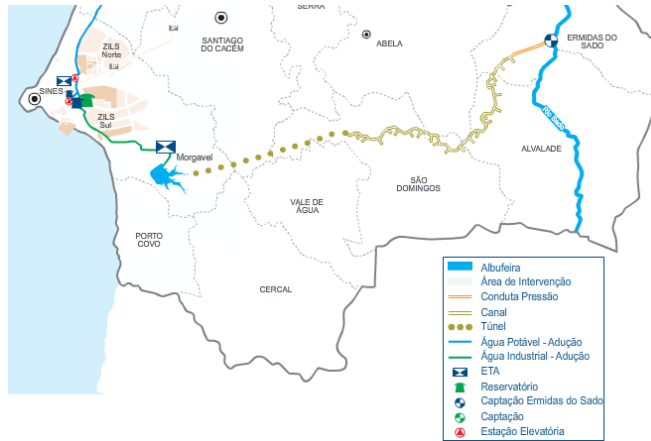 SERRA
SANTIAGO
DO CACÉM
ABELA
ERMIDAS DO
SADO
ZILS
Norte
SINES
ZILS
Sul
Rio Sado
Morgavel
ALVALADE
SÃO
DOMINGOS
VALE DE
ÁGUA
PORTO
COVO
CERCAL
Albufeira
Área de Intervenção
Conduta Pressão
Canal
Túnel
Água Potável - Adução
Água Industrial - Adução
ETA
Reservatório
Captação Ermidas do Sado
Captação
Estação Elevatória